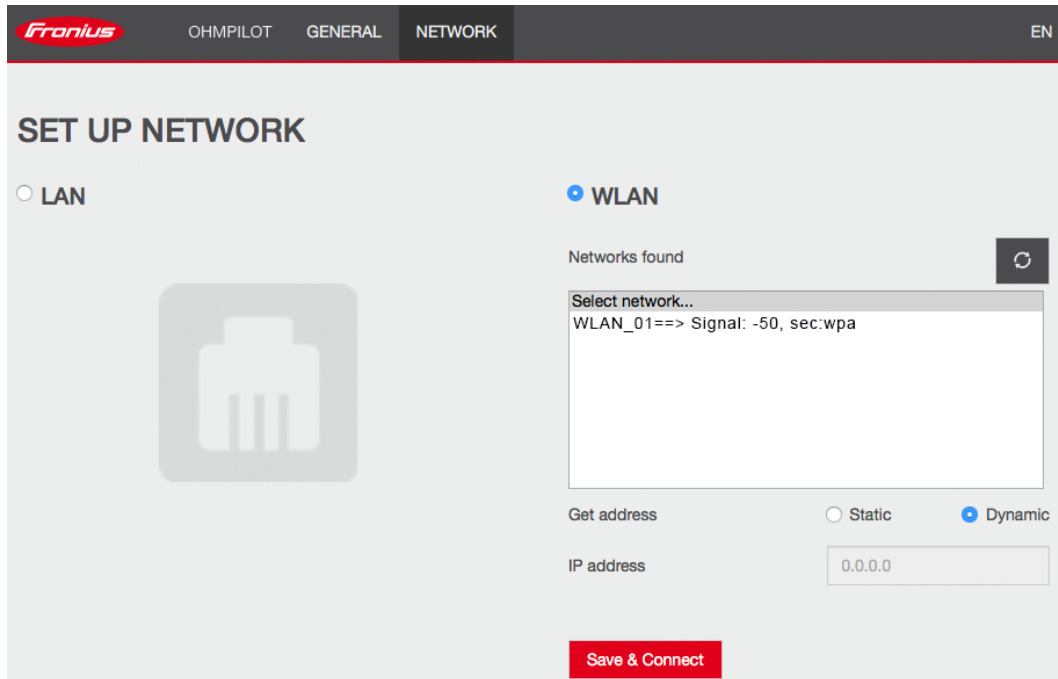 Fronius OHMPILOT GENERAL NETWORK EN
SET UP NETWORK
LAN
WLAN
Networks found
Select network...
WLAN_01==> Signal: -50, sec:wpa
Get address Static Dynamic
IP address 0.0.0.0
Save & Connect